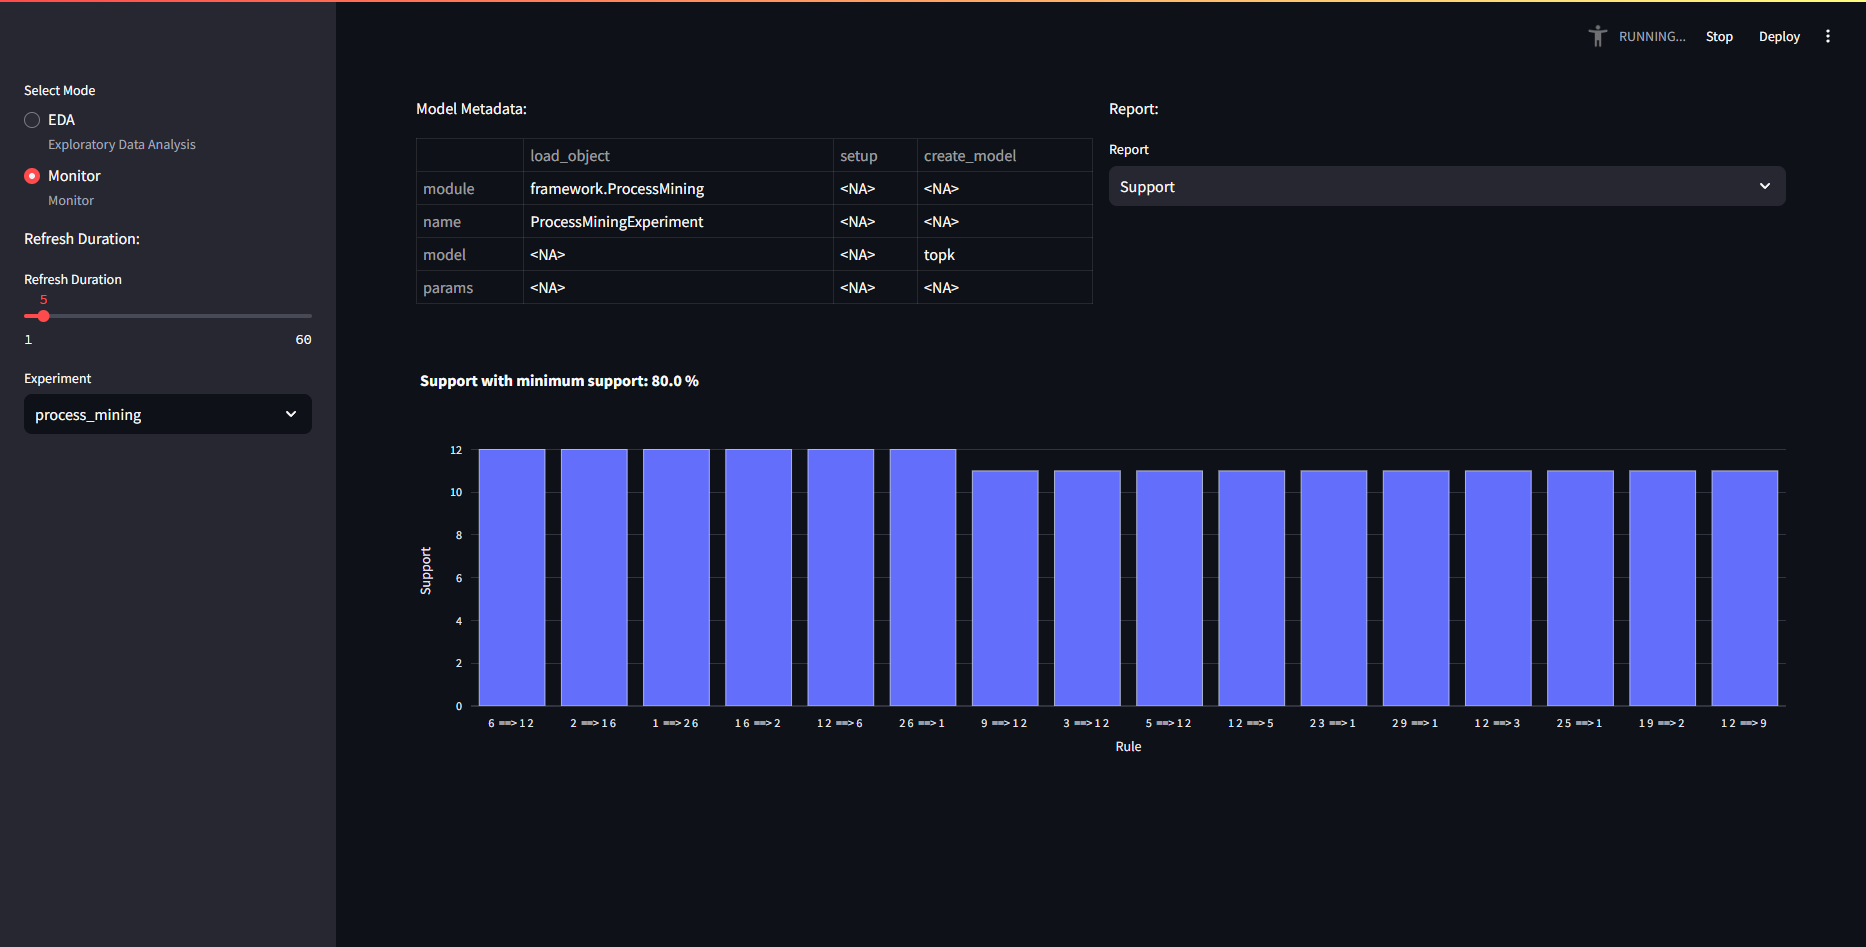 RUNNING...
Stop
Deploy
Select Mode
EDA
Exploratory Data Analysis
Monitor
Monitor
Refresh Duration:
Refresh Duration
5
1 60
Experiment
process_mining
Model Metadata:
load_object setup create_model
module framework.ProcessMining <NA> <NA>
name ProcessMiningExperiment <NA> <NA>
model <NA> <NA> topk
params <NA> <NA> <NA>
Report:
Report
Support
Support with minimum support: 80.0 %
12
10
8
6
4
2
0
Support
6 ==>12 2 ==>16 1 ==>26 16 ==>2 12 ==>6 26 ==>1 9 ==>12 3 ==>12 5 ==>12 12 ==>5 23 ==>1 29 ==>1 12 ==>3 25 ==>1 19 ==>2 12 ==>9
Rule